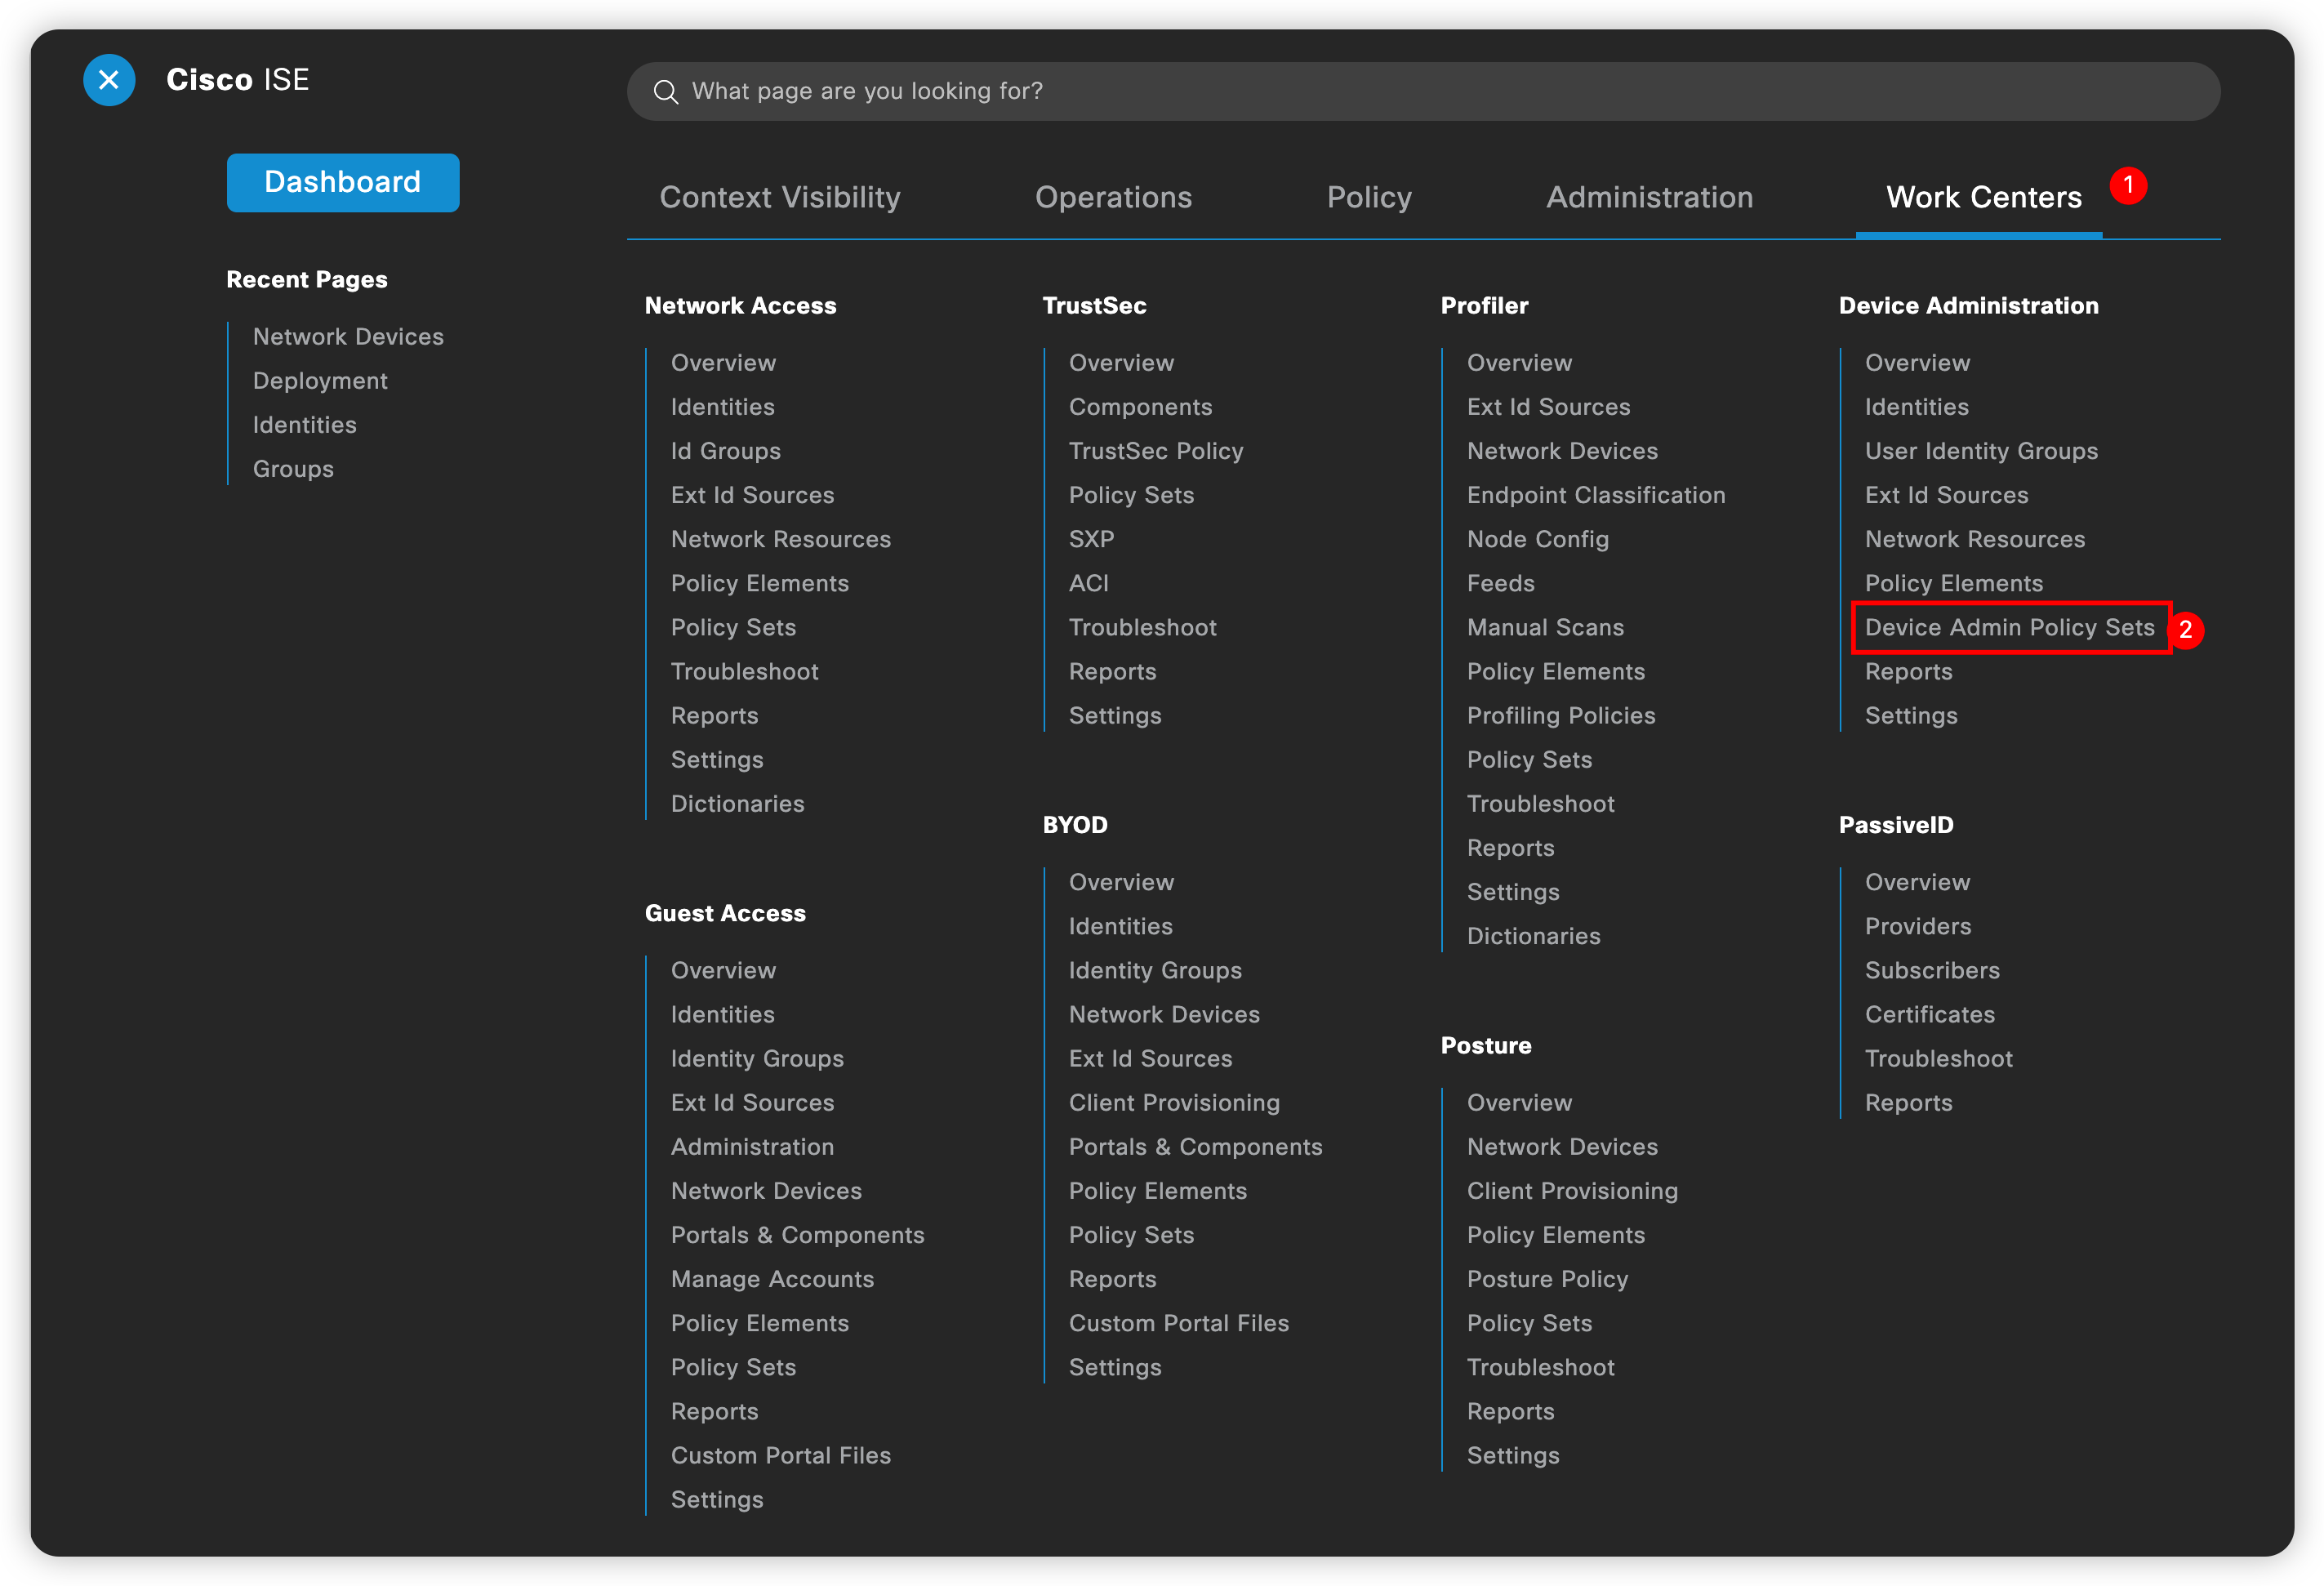 Cisco ISE
What page are you looking for?
Dashboard
Recent Pages
Network Devices
Deployment
Identities
Groups
Context Visibility
Operations
Policy
Administration
Work Centers
1
Network Access
Overview
Identities
Id Groups
Ext Id Sources
Network Resources
Policy Elements
Policy Sets
Troubleshoot
Reports
Settings
Dictionaries
Guest Access
Overview
Identities
Identity Groups
Ext Id Sources
Administration
Network Devices
Portals & Components
Manage Accounts
Policy Elements
Policy Sets
Reports
Custom Portal Files
Settings
TrustSec
Overview
Components
TrustSec Policy
Policy Sets
SXP
ACI
Troubleshoot
Reports
Settings
BYOD
Overview
Identities
Identity Groups
Network Devices
Ext Id Sources
Client Provisioning
Portals & Components
Policy Elements
Policy Sets
Reports
Custom Portal Files
Settings
Profiler
Overview
Ext Id Sources
Network Devices
Endpoint Classification
Node Config
Feeds
Manual Scans
Policy Elements
Profiling Policies
Policy Sets
Troubleshoot
Reports
Settings
Dictionaries
Posture
Overview
Network Devices
Client Provisioning
Policy Elements
Posture Policy
Policy Sets
Troubleshoot
Reports
Settings
Device Administration
Overview
Identities
User Identity Groups
Ext Id Sources
Network Resources
Policy Elements
Device Admin Policy Sets
2
Reports
Settings
PassiveID
Overview
Providers
Subscribers
Certificates
Troubleshoot
Reports